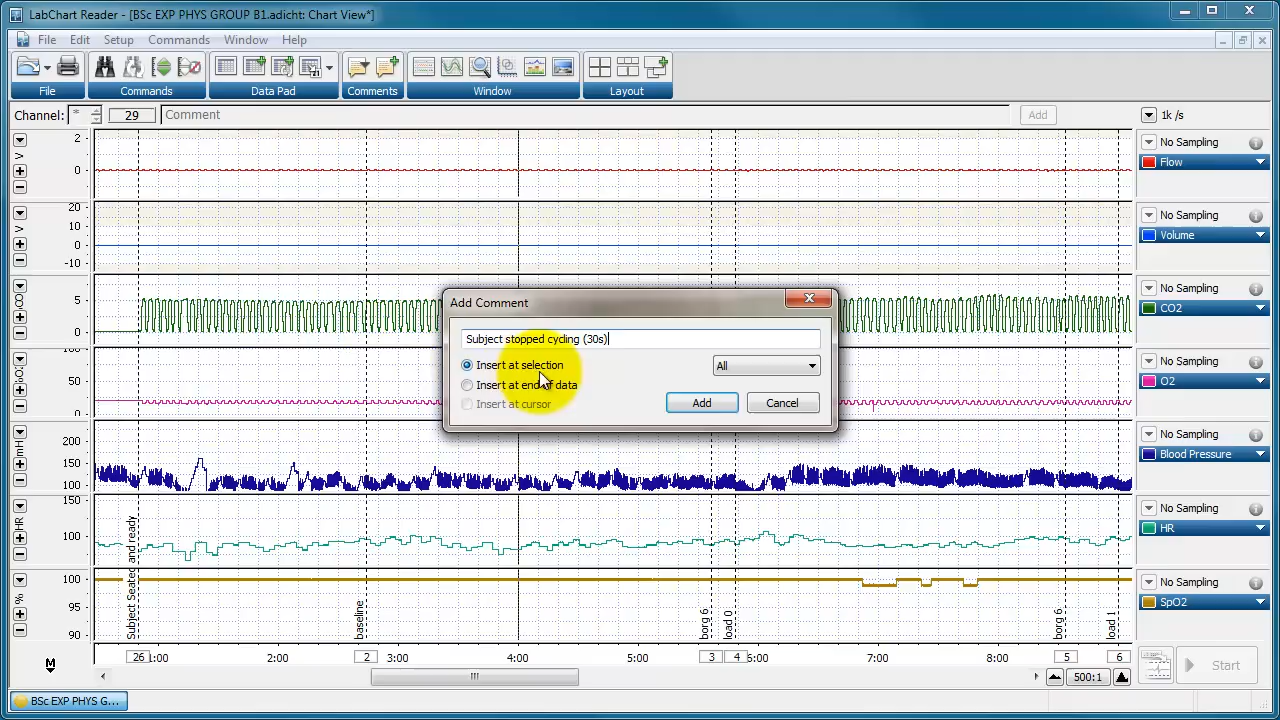 LabChart Reader - [BSc EXP PHYS GROUP B1.adicht: Chart View*]
File Edit Setup Commands Window Help
File Commands Data Pad Comments Window Layout
Channel: * 29 Comment Add 1k /s
2
0
V
No Sampling
Flow
20
10
0
-10
V
No Sampling
Volume
5
0
No Sampling
CO2
50
0
No Sampling
O2
200
150
100
No Sampling
Blood Pressure
150
100
HR
No Sampling
HR
100
95
90
%
No Sampling
SpO2
Add Comment
Subject stopped cycling (30s)
Insert at selection
All
Insert at end of data
Insert at cursor
Add Cancel
Subject Seated and ready
baseline
borg 6
load 0
borg 6
load 1
26 1:00 2:00 2 3:00 4:00 5:00 3 4 6:00 7:00 8:00 5 6
M
500:1
Start
BSc EXP PHYS G...